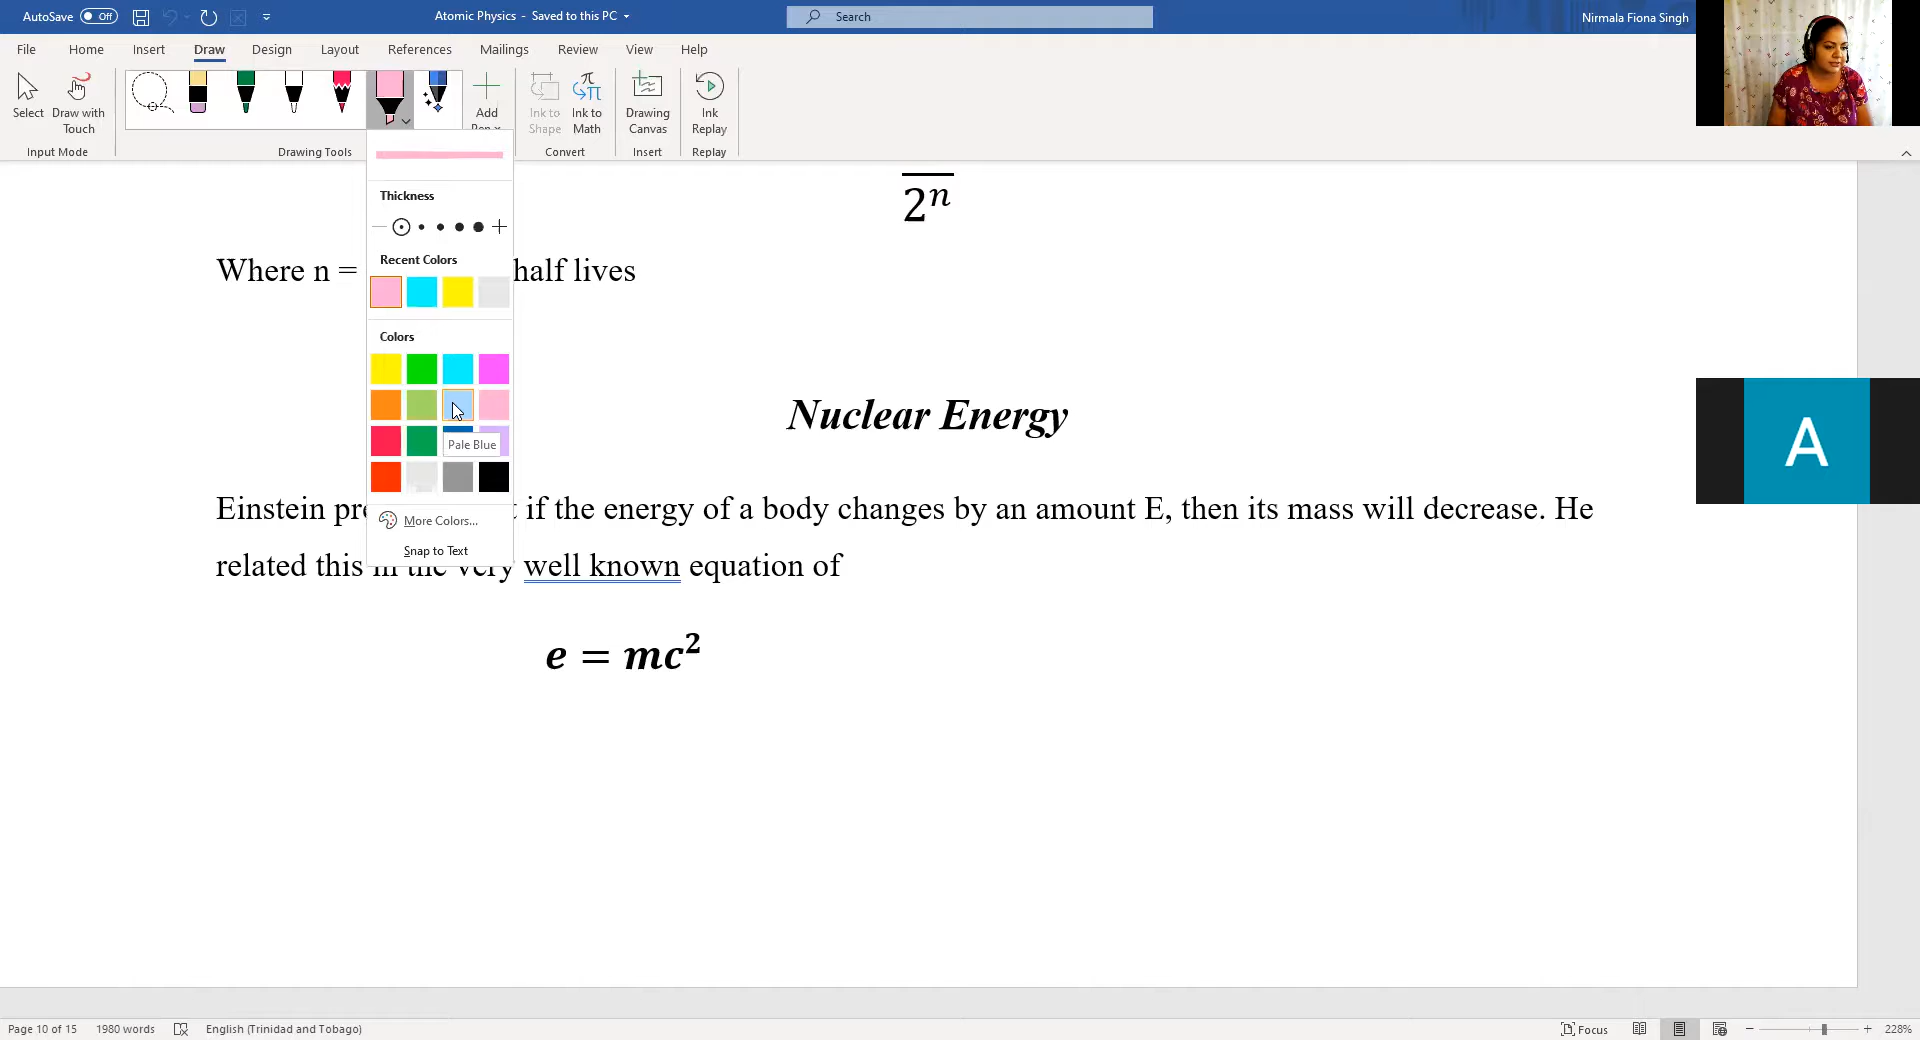 AutoSave Off
Atomic Physics - Saved to this PC
Search
Nirmala Fiona Singh
File Home Insert Draw Design Layout References Mailings Review View Help
Select
Draw with Touch
Add
Ink to Shape
Ink to Math
Drawing Canvas
Ink Replay
Input Mode
Drawing Tools
Convert
Insert
Replay
Thickness
Recent Colors
Colors
Pale Blue
More Colors...
Snap to Text
2ⁿ
Where n = half lives
Nuclear Energy
A
Einstein if the energy of a body changes by an amount E, then its mass will decrease. He
related this in the very well known equation of
e = mc²
Page 10 of 15 1980 words English (Trinidad and Tobago) Focus 228%